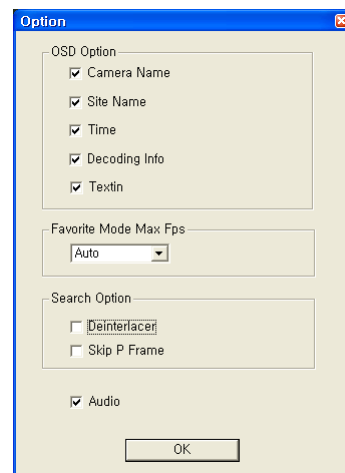 Option
OSD Option
Camera Name
Site Name
Time
Decoding Info
Textin
Favorite Mode Max Fps
Auto
Search Option
Deinterlacer
Skip P Frame
Audio
OK